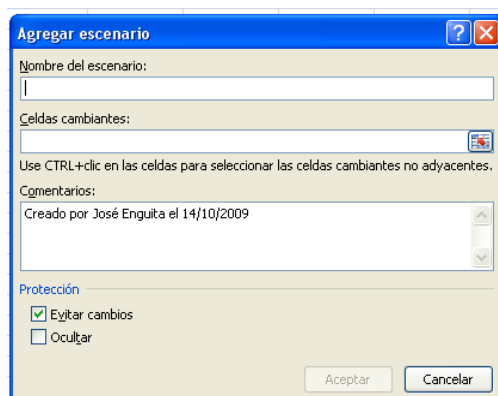 Agregar escenario
Nombre del escenario:
Celdas cambiantes:
Use CTRL+clic en las celdas para seleccionar las celdas cambiantes no adyacentes.
Comentarios:
Creado por José Enguita el 14/10/2009
Protección
Evitar cambios
Ocultar
Aceptar Cancelar